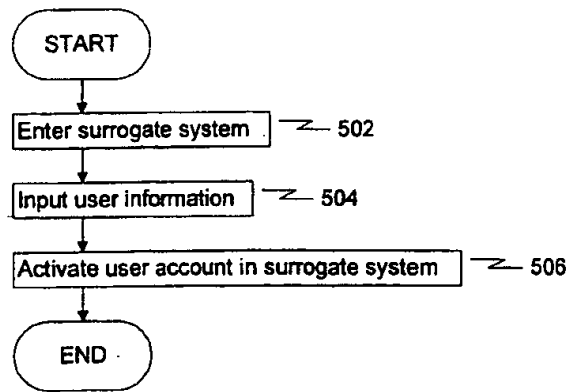 START
Enter surrogate system 502
Input user information 504
Activate user account in surrogate system 506
END